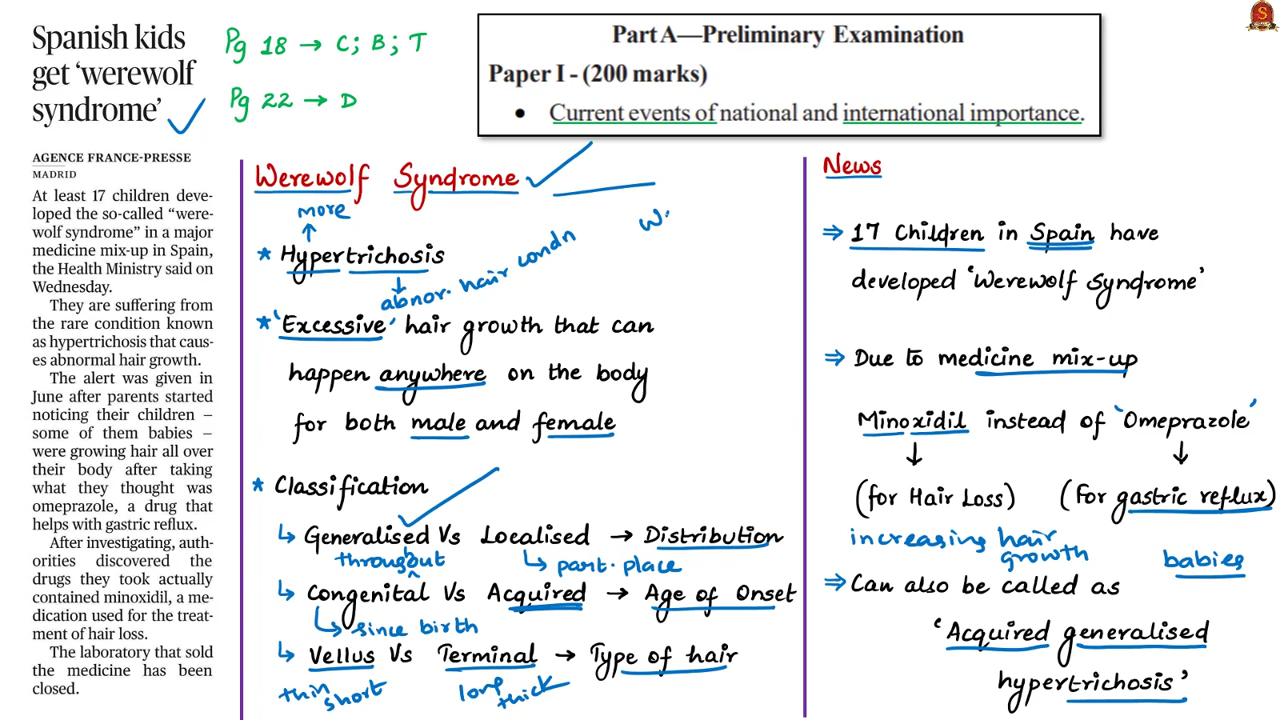 Spanish kids
get ‘werewolf
syndrome’
Pg 18 → C; B; T
Pg 22 → D
Part A—Preliminary Examination
Paper I - (200 marks)
• Current events of national and international importance.
AGENCE FRANCE-PRESSE
MADRID
At least 17 children deve-
loped the so-called “were-
wolf syndrome” in a major
medicine mix-up in Spain,
the Health Ministry said on
Wednesday.
They are suffering from
the rare condition known
as hypertrichosis that caus-
es abnormal hair growth.
The alert was given in
June after parents started
noticing their children –
some of them babies –
were growing hair all over
their body after taking
what they thought was
omeprazole, a drug that
helps with gastric reflux.
After investigating, auth-
orities discovered the
drugs they took actually
contained minoxidil, a me-
dication used for the treat-
ment of hair loss.
The laboratory that sold
the medicine has been
closed.
Werewolf Syndrome
more
* Hypertrichosis
abnor. hair condn
* ‘Excessive’ hair growth that can
happen anywhere on the body
for both male and female
* Classification
↳ Generalised Vs Localised → Distribution
throughout
↳ part. place
↳ Congenital Vs Acquired → Age of Onset
↳ since birth
↳ Vellus Vs Terminal → Type of hair
thin short
long thick
News
⇒ 17 Children in Spain have
developed ‘Werewolf Syndrome’
⇒ Due to medicine mix-up
Minoxidil instead of ‘Omeprazole’
(for Hair Loss) (For gastric reflux)
increasing hair
growth
babies
⇒ Can also be called as
‘Acquired generalised
hypertrichosis’